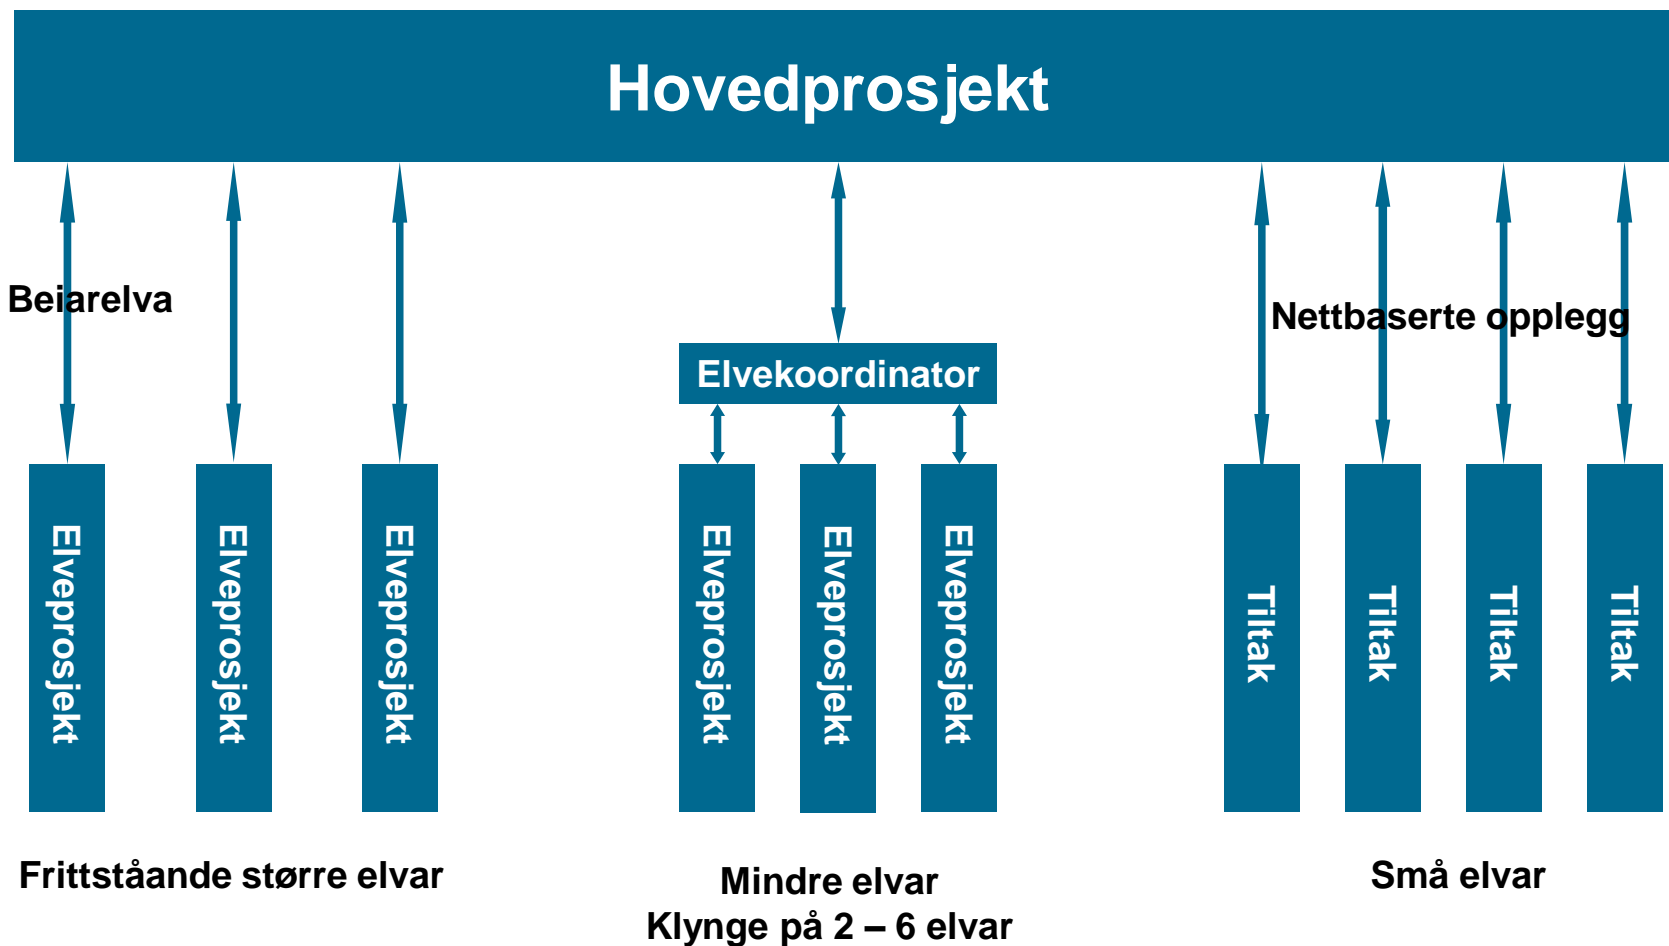 Hovedprosjekt
Beiarelva
Nettbaserte opplegg
Elvekoordinator
Elveprosjekt
Elveprosjekt
Elveprosjekt
Elveprosjekt
Elveprosjekt
Elveprosjekt
Tiltak
Tiltak
Tiltak
Tiltak
Frittståande større elvar
Mindre elvar
Klynge på 2 – 6 elvar
Små elvar